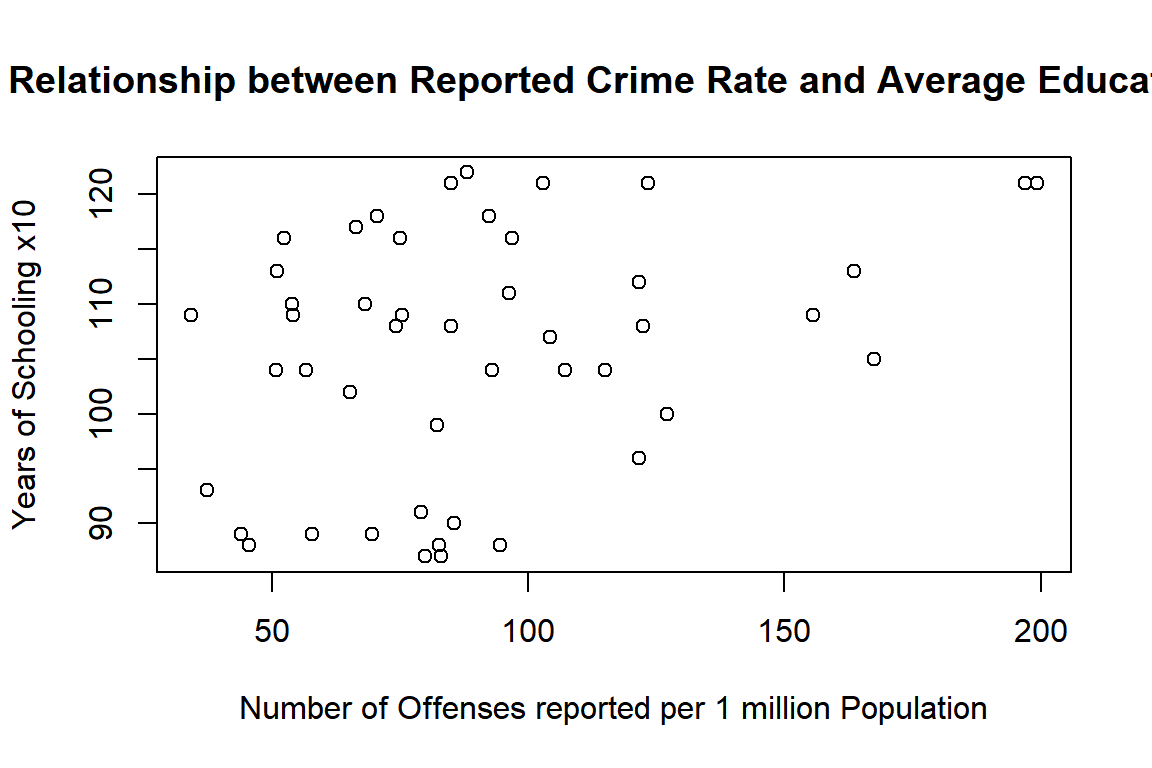 Relationship between Reported Crime Rate and Average Educat
Years of Schooling x10
120
110
100
90
50 100 150 200
Number of Offenses reported per 1 million Population